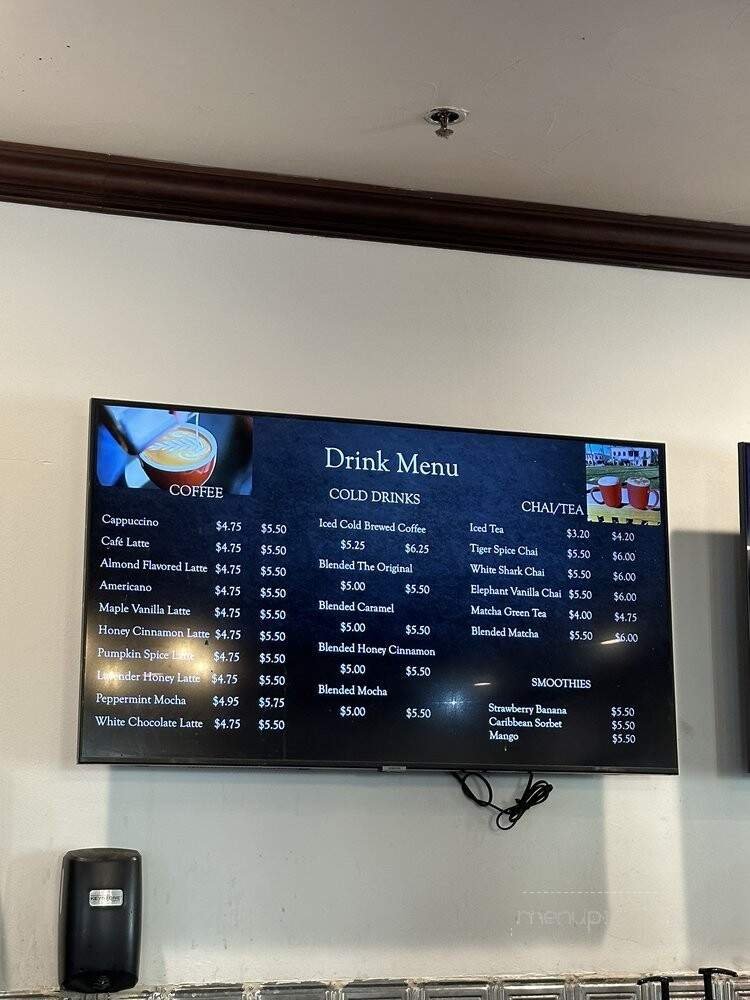 Drink Menu
COFFEE
Cappuccino $4.75 $5.50
Café Latte $4.75 $5.50
Almond Flavored Latte $4.75 $5.50
Americano $4.75 $5.50
Maple Vanilla Latte $4.75 $5.50
Honey Cinnamon Latte $4.75 $5.50
Pumpkin Spice Latte $4.75 $5.50
Lavender Honey Latte $4.75 $5.50
Peppermint Mocha $4.95 $5.75
White Chocolate Latte $4.75 $5.50
COLD DRINKS
Iced Cold Brewed Coffee
$5.25 $6.25
Blended The Original
$5.00 $5.50
Blended Caramel
$5.00 $5.50
Blended Honey Cinnamon
$5.00 $5.50
Blended Mocha
$5.00 $5.50
CHAI/TEA
Iced Tea $3.20 $4.20
Tiger Spice Chai $5.50 $6.00
White Shark Chai $5.50 $6.00
Elephant Vanilla Chai $5.50 $6.00
Matcha Green Tea $4.00 $4.75
Blended Matcha $5.50 $6.00
SMOOTHIES
Strawberry Banana $5.50
Caribbean Sorbet $5.50
Mango $5.50
menup